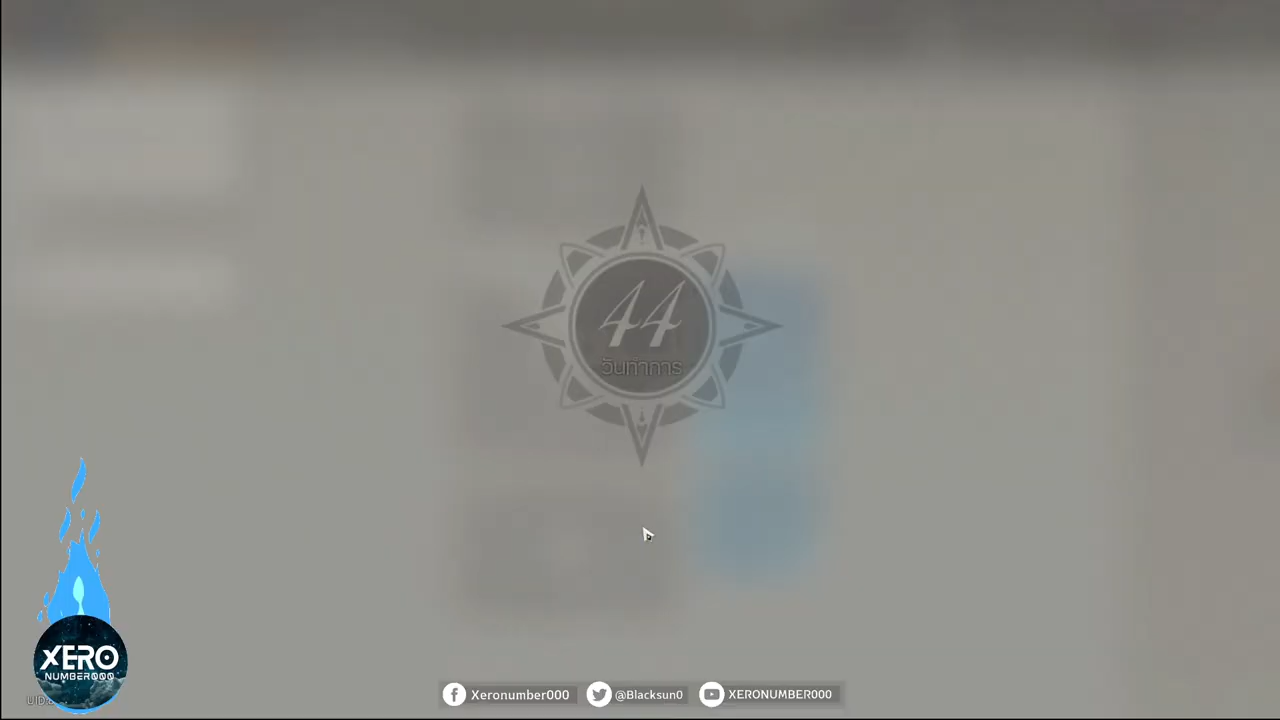 44
วันทำการ
XERO
NUMBER000
Xeronumber000
@Blacksun0
XERONUMBER000